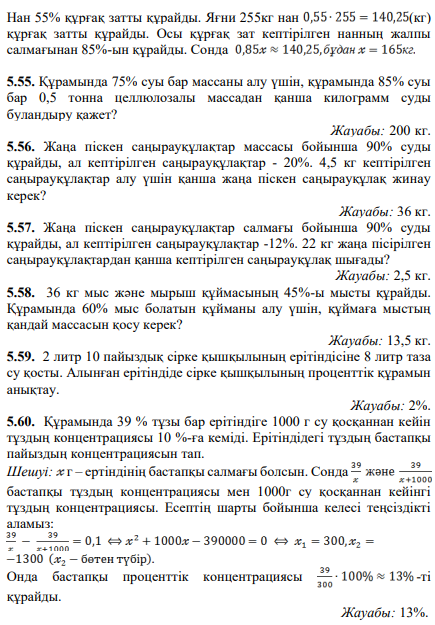 Нан 55% құрғақ затты құрайды. Яғни 255кг нан 0,55 · 255 = 140,25(кг)
құрғақ затты құрайды. Осы құрғақ зат кептірілген нанның жалпы
салмағынан 85%-ын құрайды. Сонда 0,85x ≈ 140,25, бұдан x = 165кг.
5.55. Құрамында 75% суы бар массаны алу үшін, құрамында 85% суы
бар 0,5 тонна целлюлозалы массадан қанша килограмм суды
буландыру қажет?
Жауабы: 200 кг.
5.56. Жаңа піскен саңырауқұлақтар массасы бойынша 90% суды
құрайды, ал кептірілген саңырауқұлақтар - 20%. 4,5 кг кептірілген
саңырауқұлақтар алу үшін қанша жаңа піскен саңырауқұлақ жинау
керек?
Жауабы: 36 кг.
5.57. Жаңа піскен саңырауқұлақтар салмағы бойынша 90% суды
құрайды, ал кептірілген саңырауқұлақтар -12%. 22 кг жаңа пісірілген
саңырауқұлақтардан қанша кептірілген саңырауқұлақ шығады?
Жауабы: 2,5 кг.
5.58. 36 кг мыс және мырыш құймасының 45%-ы мысты құрайды.
Құрамында 60% мыс болатын құйманы алу үшін, құймаға мыстың
қандай массасын қосу керек?
Жауабы: 13,5 кг.
5.59. 2 литр 10 пайыздық сірке қышқылының ерітіндісіне 8 литр таза
су қосты. Алынған ерітіндіде сірке қышқылының проценттік құрамын
анықтау.
Жауабы: 2%.
5.60. Құрамында 39 % тұзы бар ерітіндіге 1000 г су қосқаннан кейін
тұздың концентрациясы 10 %-ға кеміді. Ерітіндідегі тұздың бастапқы
пайыздың концентрациясын тап.
Шешуі: x г – ертіндінің бастапқы салмағы болсын. Сонда 39/x және 39/(x+1000)
бастапқы тұздың концентрациясы мен 1000г су қосқаннан кейінгі
тұздың концентрациясы. Есептің шарты бойынша келесі теңсіздікті
аламыз:
39/x − 39/(x+1000) = 0,1 ⇔ x² + 1000x − 390000 = 0 ⇔ x₁ = 300, x₂ =
−1300 (x₂ – бөтен түбір).
Онда бастапқы проценттік концентрациясы 39/300 · 100% ≈ 13% -ті
құрайды.
Жауабы: 13%.